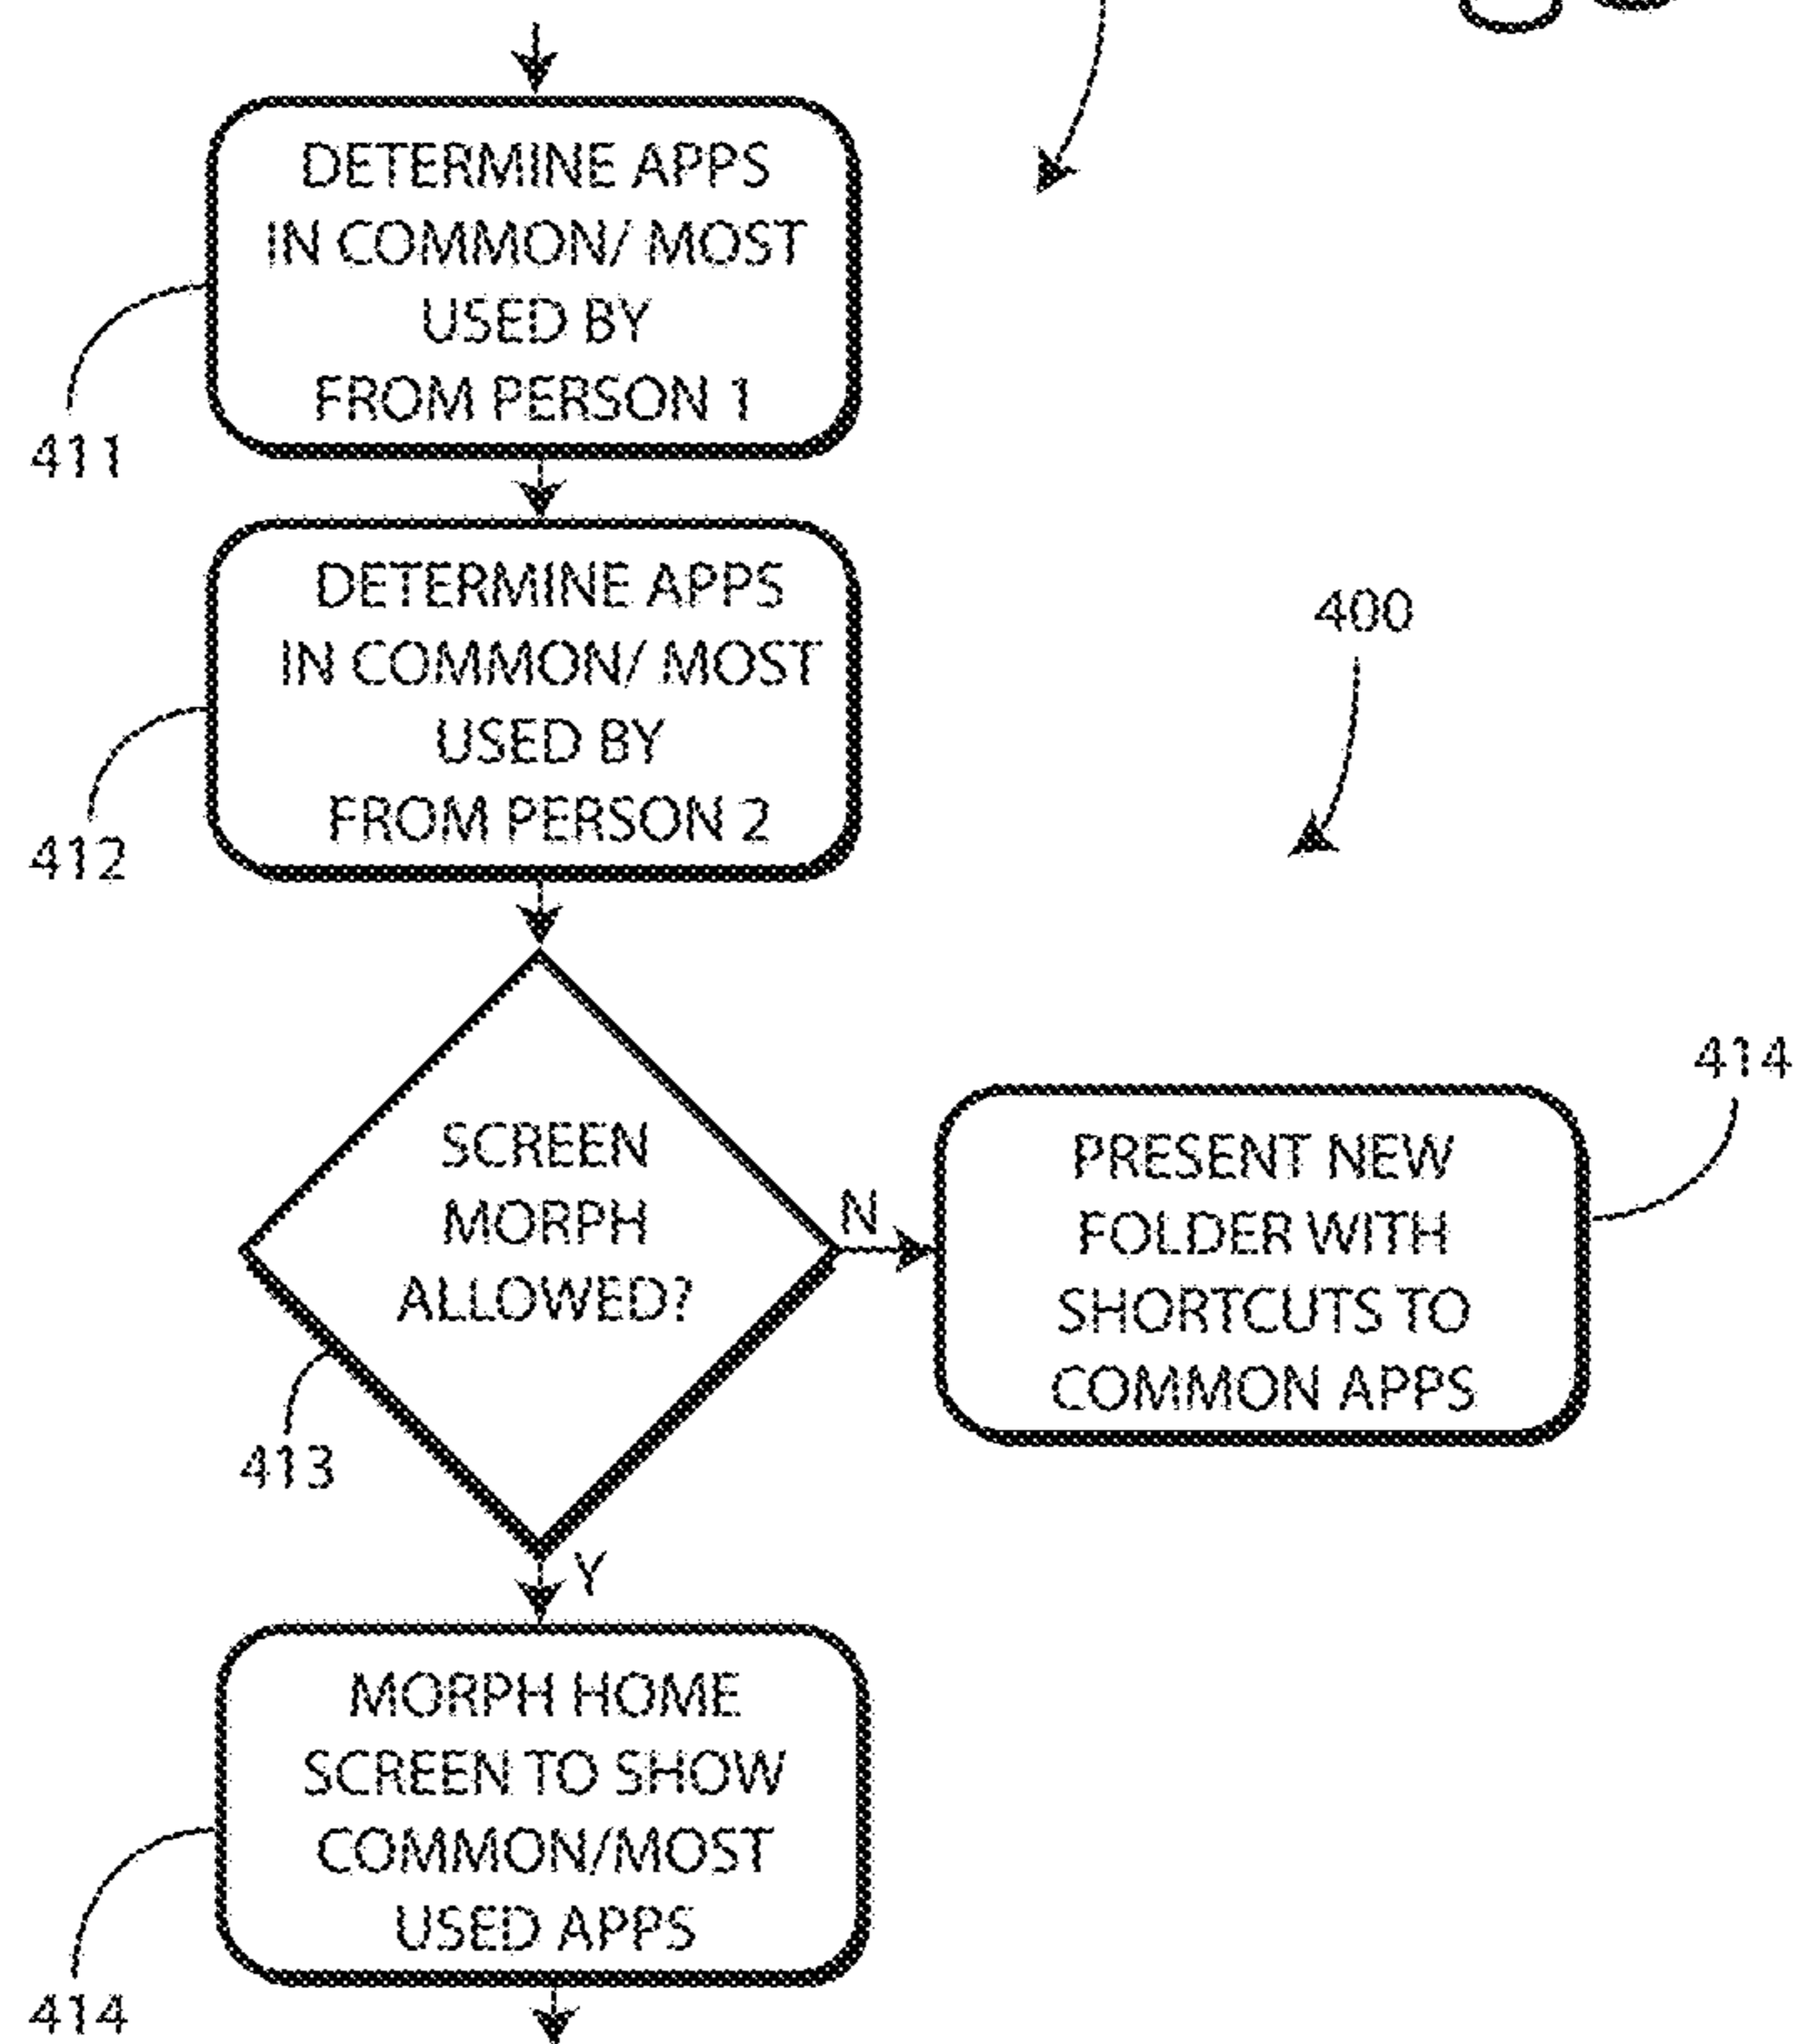 DETERMINE APPS
IN COMMON/ MOST
USED BY
FROM PERSON 1
411
DETERMINE APPS
IN COMMON/ MOST
USED BY
FROM PERSON 2
412
400
SCREEN
MORPH
ALLOWED?
413
N
PRESENT NEW
FOLDER WITH
SHORTCUTS TO
COMMON APPS
414
Y
MORPH HOME
SCREEN TO SHOW
COMMON/MOST
USED APPS
414